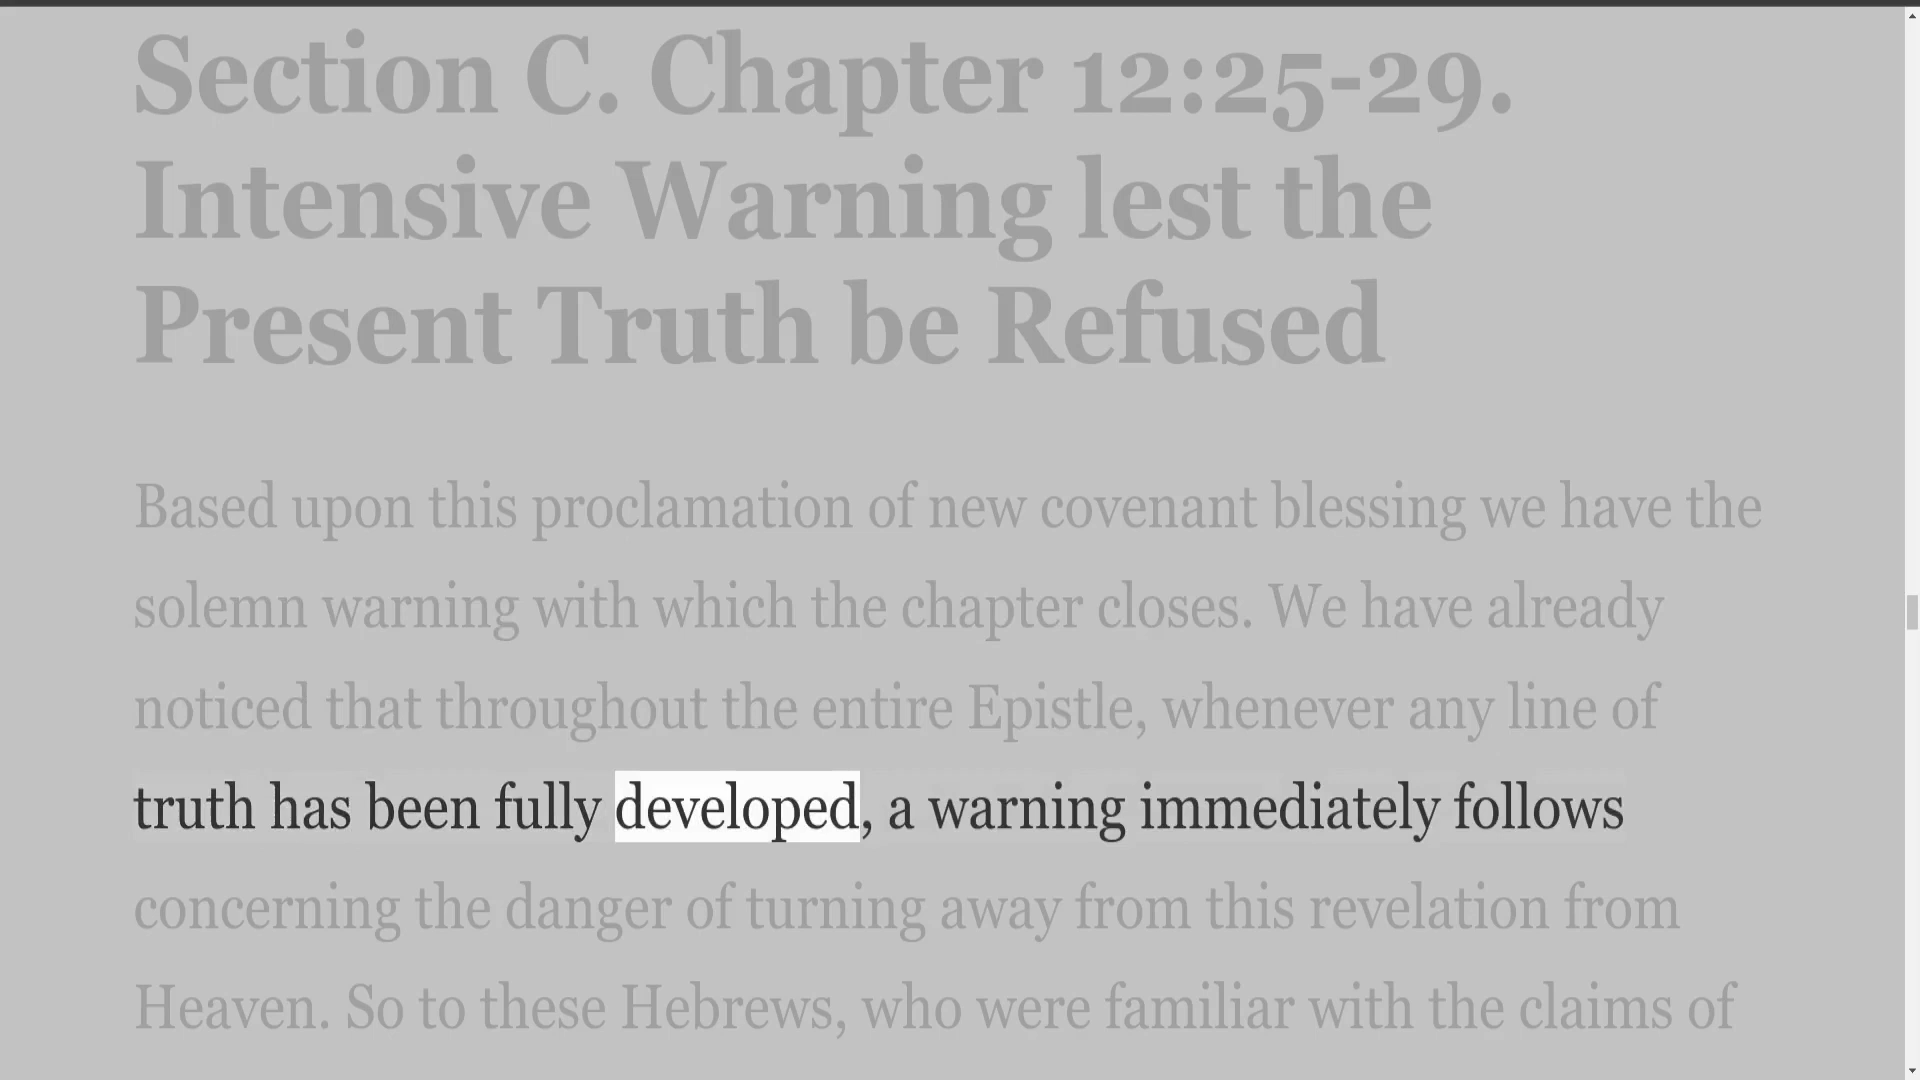 Section C. Chapter 12:25-29.
Intensive Warning lest the
Present Truth be Refused
Based upon this proclamation of new covenant blessing we have the
solemn warning with which the chapter closes. We have already
noticed that throughout the entire Epistle, whenever any line of
truth has been fully developed, a warning immediately follows
concerning the danger of turning away from this revelation from
Heaven. So to these Hebrews, who were familiar with the claims of